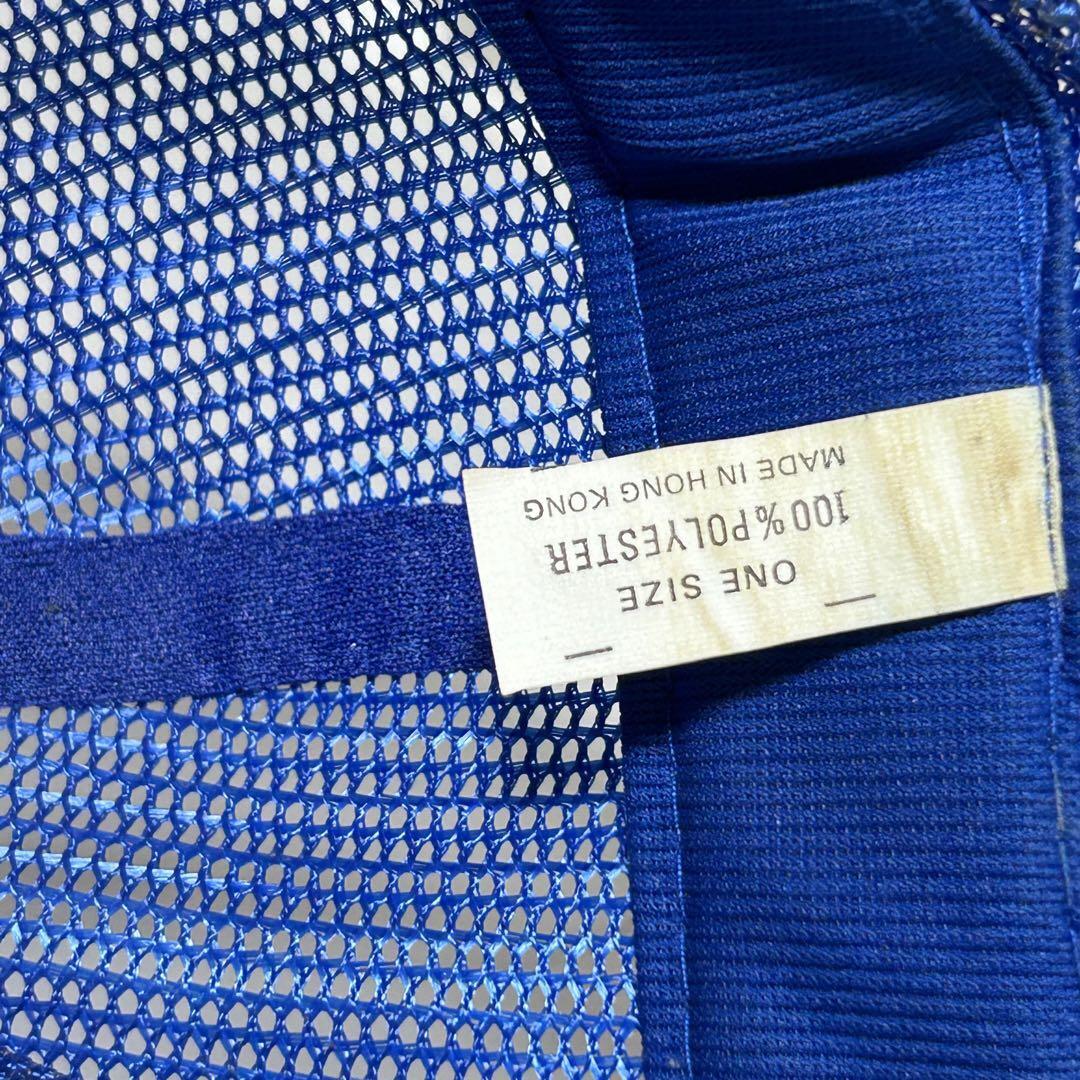 ONE SIZE
100%POLYESTER
MADE IN HONG KONG